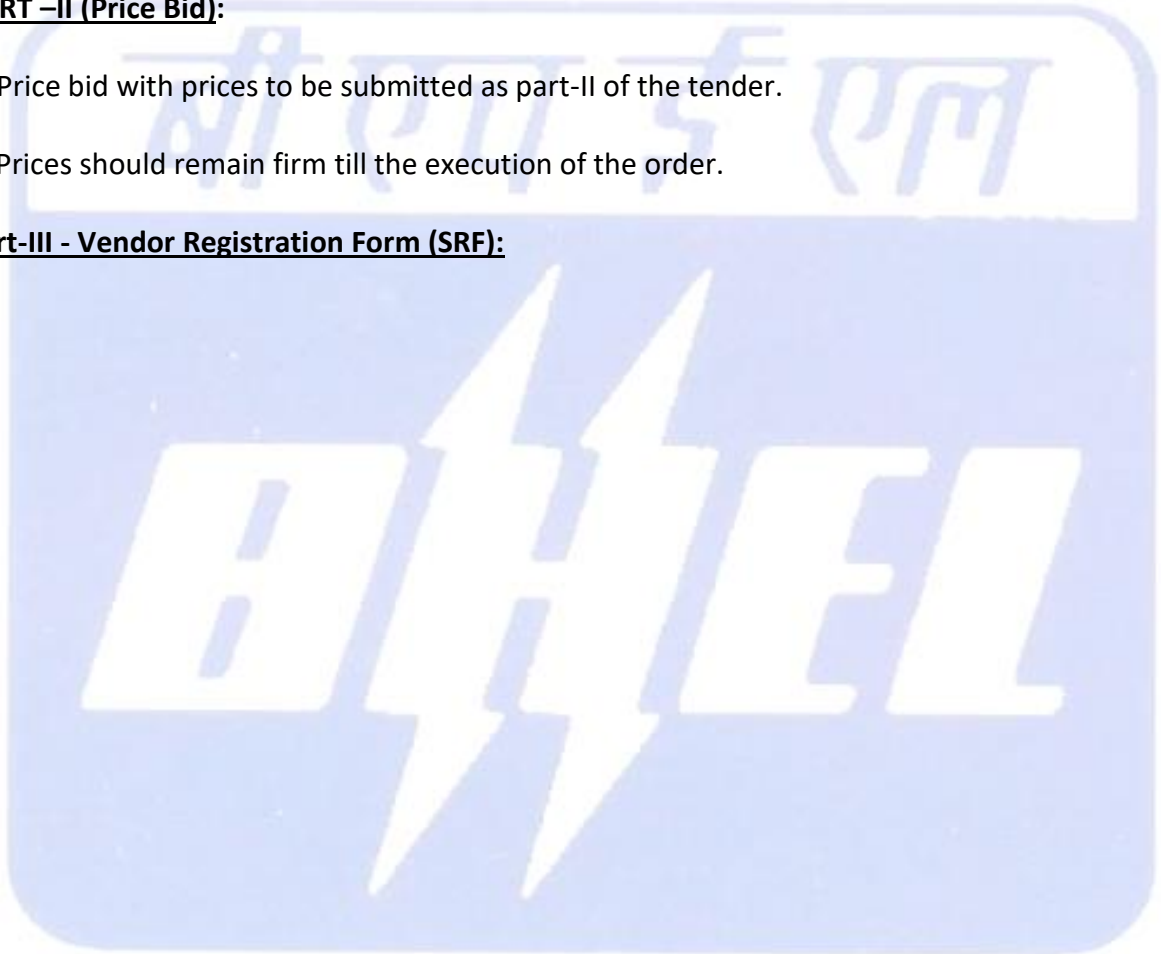 RT –II (Price Bid):
बी एच ई एल
Price bid with prices to be submitted as part-II of the tender.
Prices should remain firm till the execution of the order.
rt-III - Vendor Registration Form (SRF):
BHEL